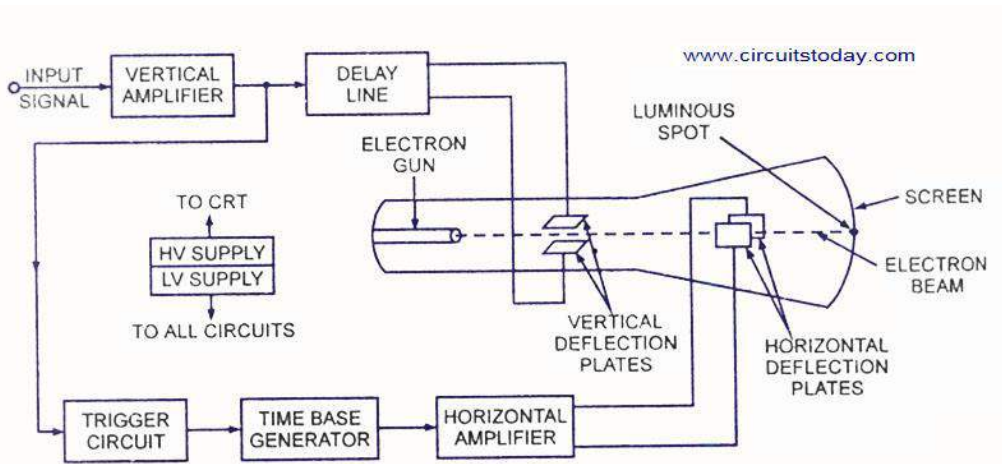 www.circuitstoday.com
INPUT
SIGNAL
VERTICAL
AMPLIFIER
DELAY
LINE
LUMINOUS
SPOT
ELECTRON
GUN
SCREEN
TO CRT
HV SUPPLY
LV SUPPLY
TO ALL CIRCUITS
ELECTRON
BEAM
VERTICAL
DEFLECTION
PLATES
HORIZONTAL
DEFLECTION
PLATES
TRIGGER
CIRCUIT
TIME BASE
GENERATOR
HORIZONTAL
AMPLIFIER